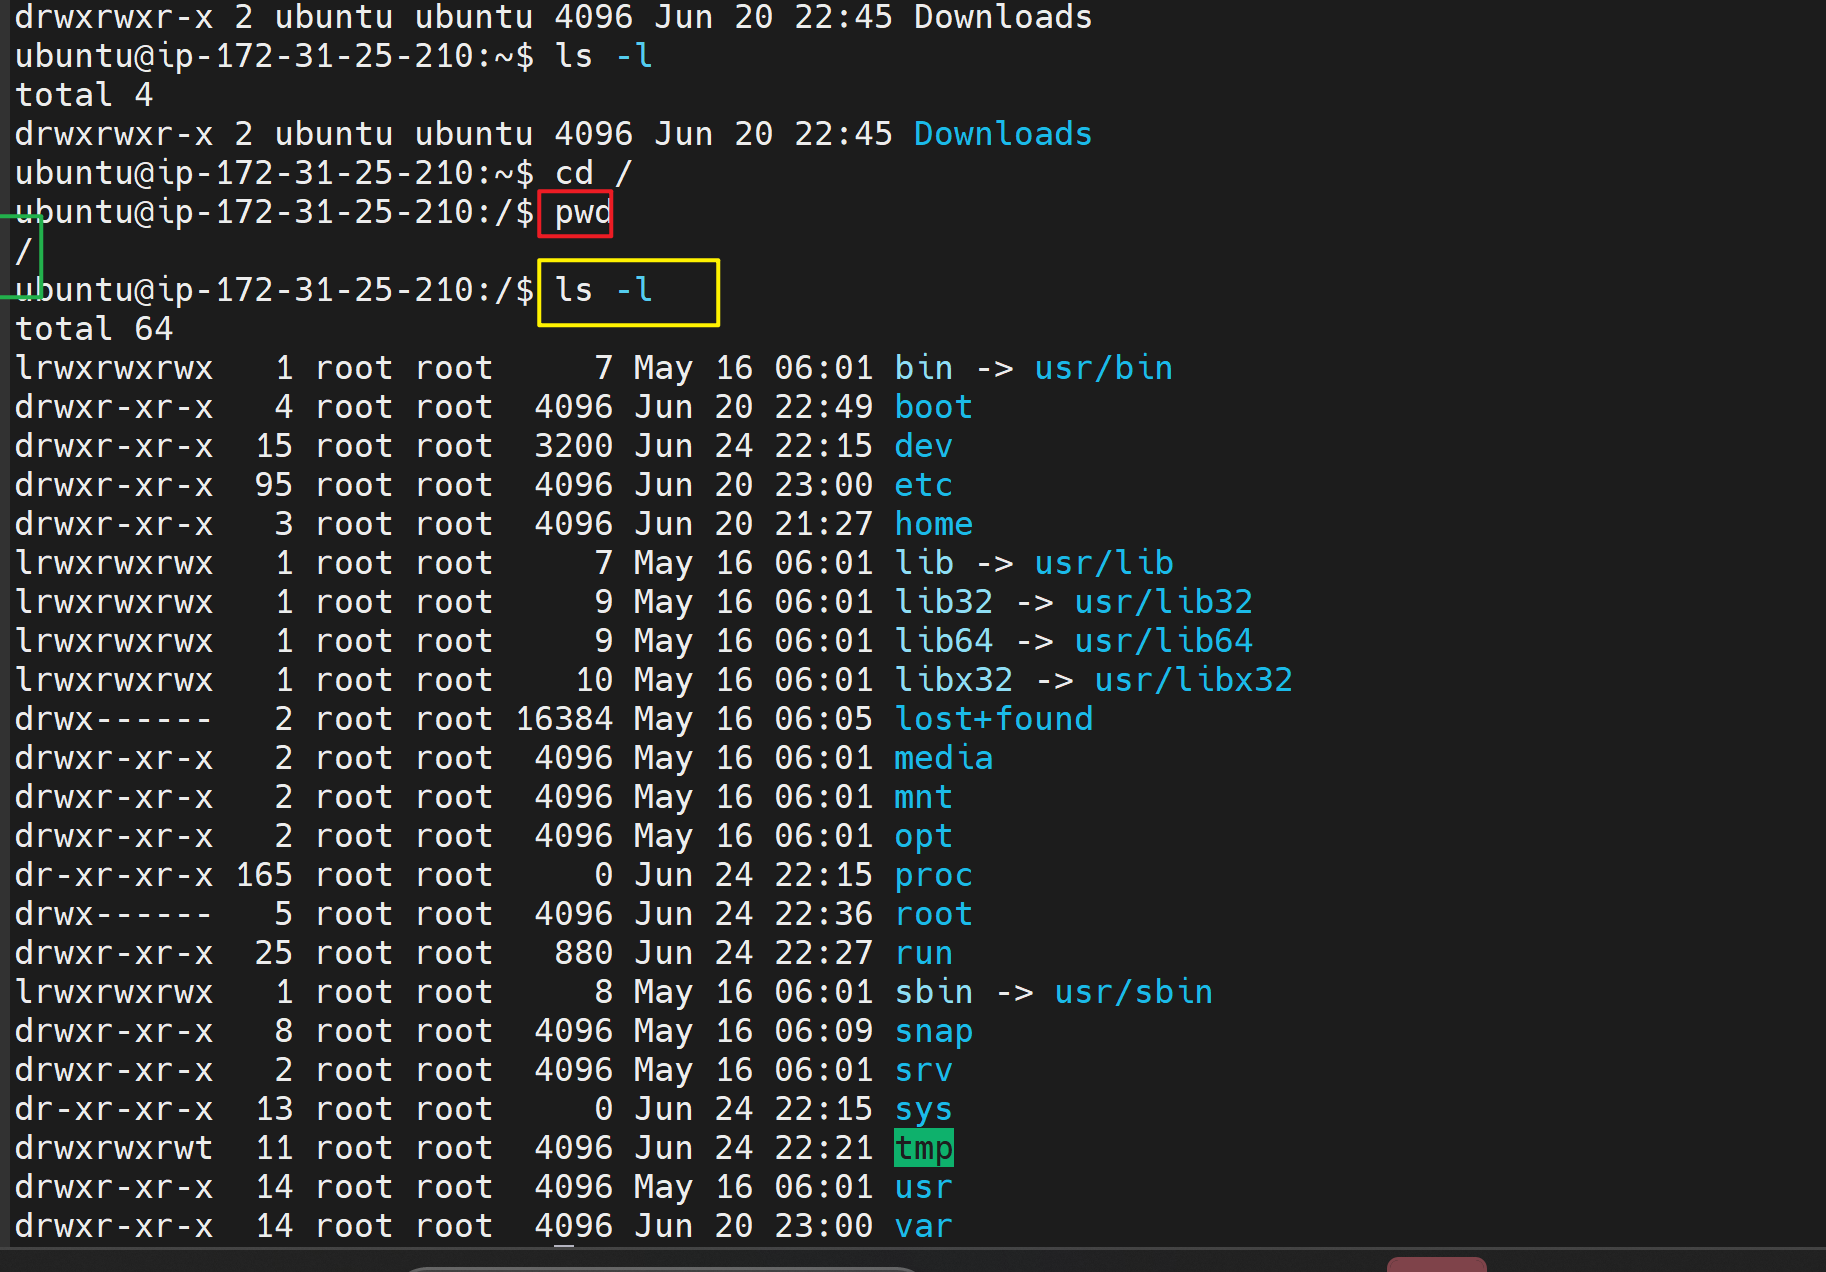 drwxrwxr-x 2 ubuntu ubuntu 4096 Jun 20 22:45 Downloads
ubuntu@ip-172-31-25-210:~$ ls -l
total 4
drwxrwxr-x 2 ubuntu ubuntu 4096 Jun 20 22:45 Downloads
ubuntu@ip-172-31-25-210:~$ cd /
ubuntu@ip-172-31-25-210:/$ pwd
/
ubuntu@ip-172-31-25-210:/$ ls -l
total 64
lrwxrwxrwx   1 root root     7 May 16 06:01 bin -> usr/bin
drwxr-xr-x   4 root root  4096 Jun 20 22:49 boot
drwxr-xr-x  15 root root  3200 Jun 24 22:15 dev
drwxr-xr-x  95 root root  4096 Jun 20 23:00 etc
drwxr-xr-x   3 root root  4096 Jun 20 21:27 home
lrwxrwxrwx   1 root root     7 May 16 06:01 lib -> usr/lib
lrwxrwxrwx   1 root root     9 May 16 06:01 lib32 -> usr/lib32
lrwxrwxrwx   1 root root     9 May 16 06:01 lib64 -> usr/lib64
lrwxrwxrwx   1 root root    10 May 16 06:01 libx32 -> usr/libx32
drwx------   2 root root 16384 May 16 06:05 lost+found
drwxr-xr-x   2 root root  4096 May 16 06:01 media
drwxr-xr-x   2 root root  4096 May 16 06:01 mnt
drwxr-xr-x   2 root root  4096 May 16 06:01 opt
dr-xr-xr-x 165 root root     0 Jun 24 22:15 proc
drwx------   5 root root  4096 Jun 24 22:36 root
drwxr-xr-x  25 root root   880 Jun 24 22:27 run
lrwxrwxrwx   1 root root     8 May 16 06:01 sbin -> usr/sbin
drwxr-xr-x   8 root root  4096 May 16 06:09 snap
drwxr-xr-x   2 root root  4096 May 16 06:01 srv
dr-xr-xr-x  13 root root     0 Jun 24 22:15 sys
drwxrwxrwt  11 root root  4096 Jun 24 22:21 tmp
drwxr-xr-x  14 root root  4096 May 16 06:01 usr
drwxr-xr-x  14 root root  4096 Jun 20 23:00 var